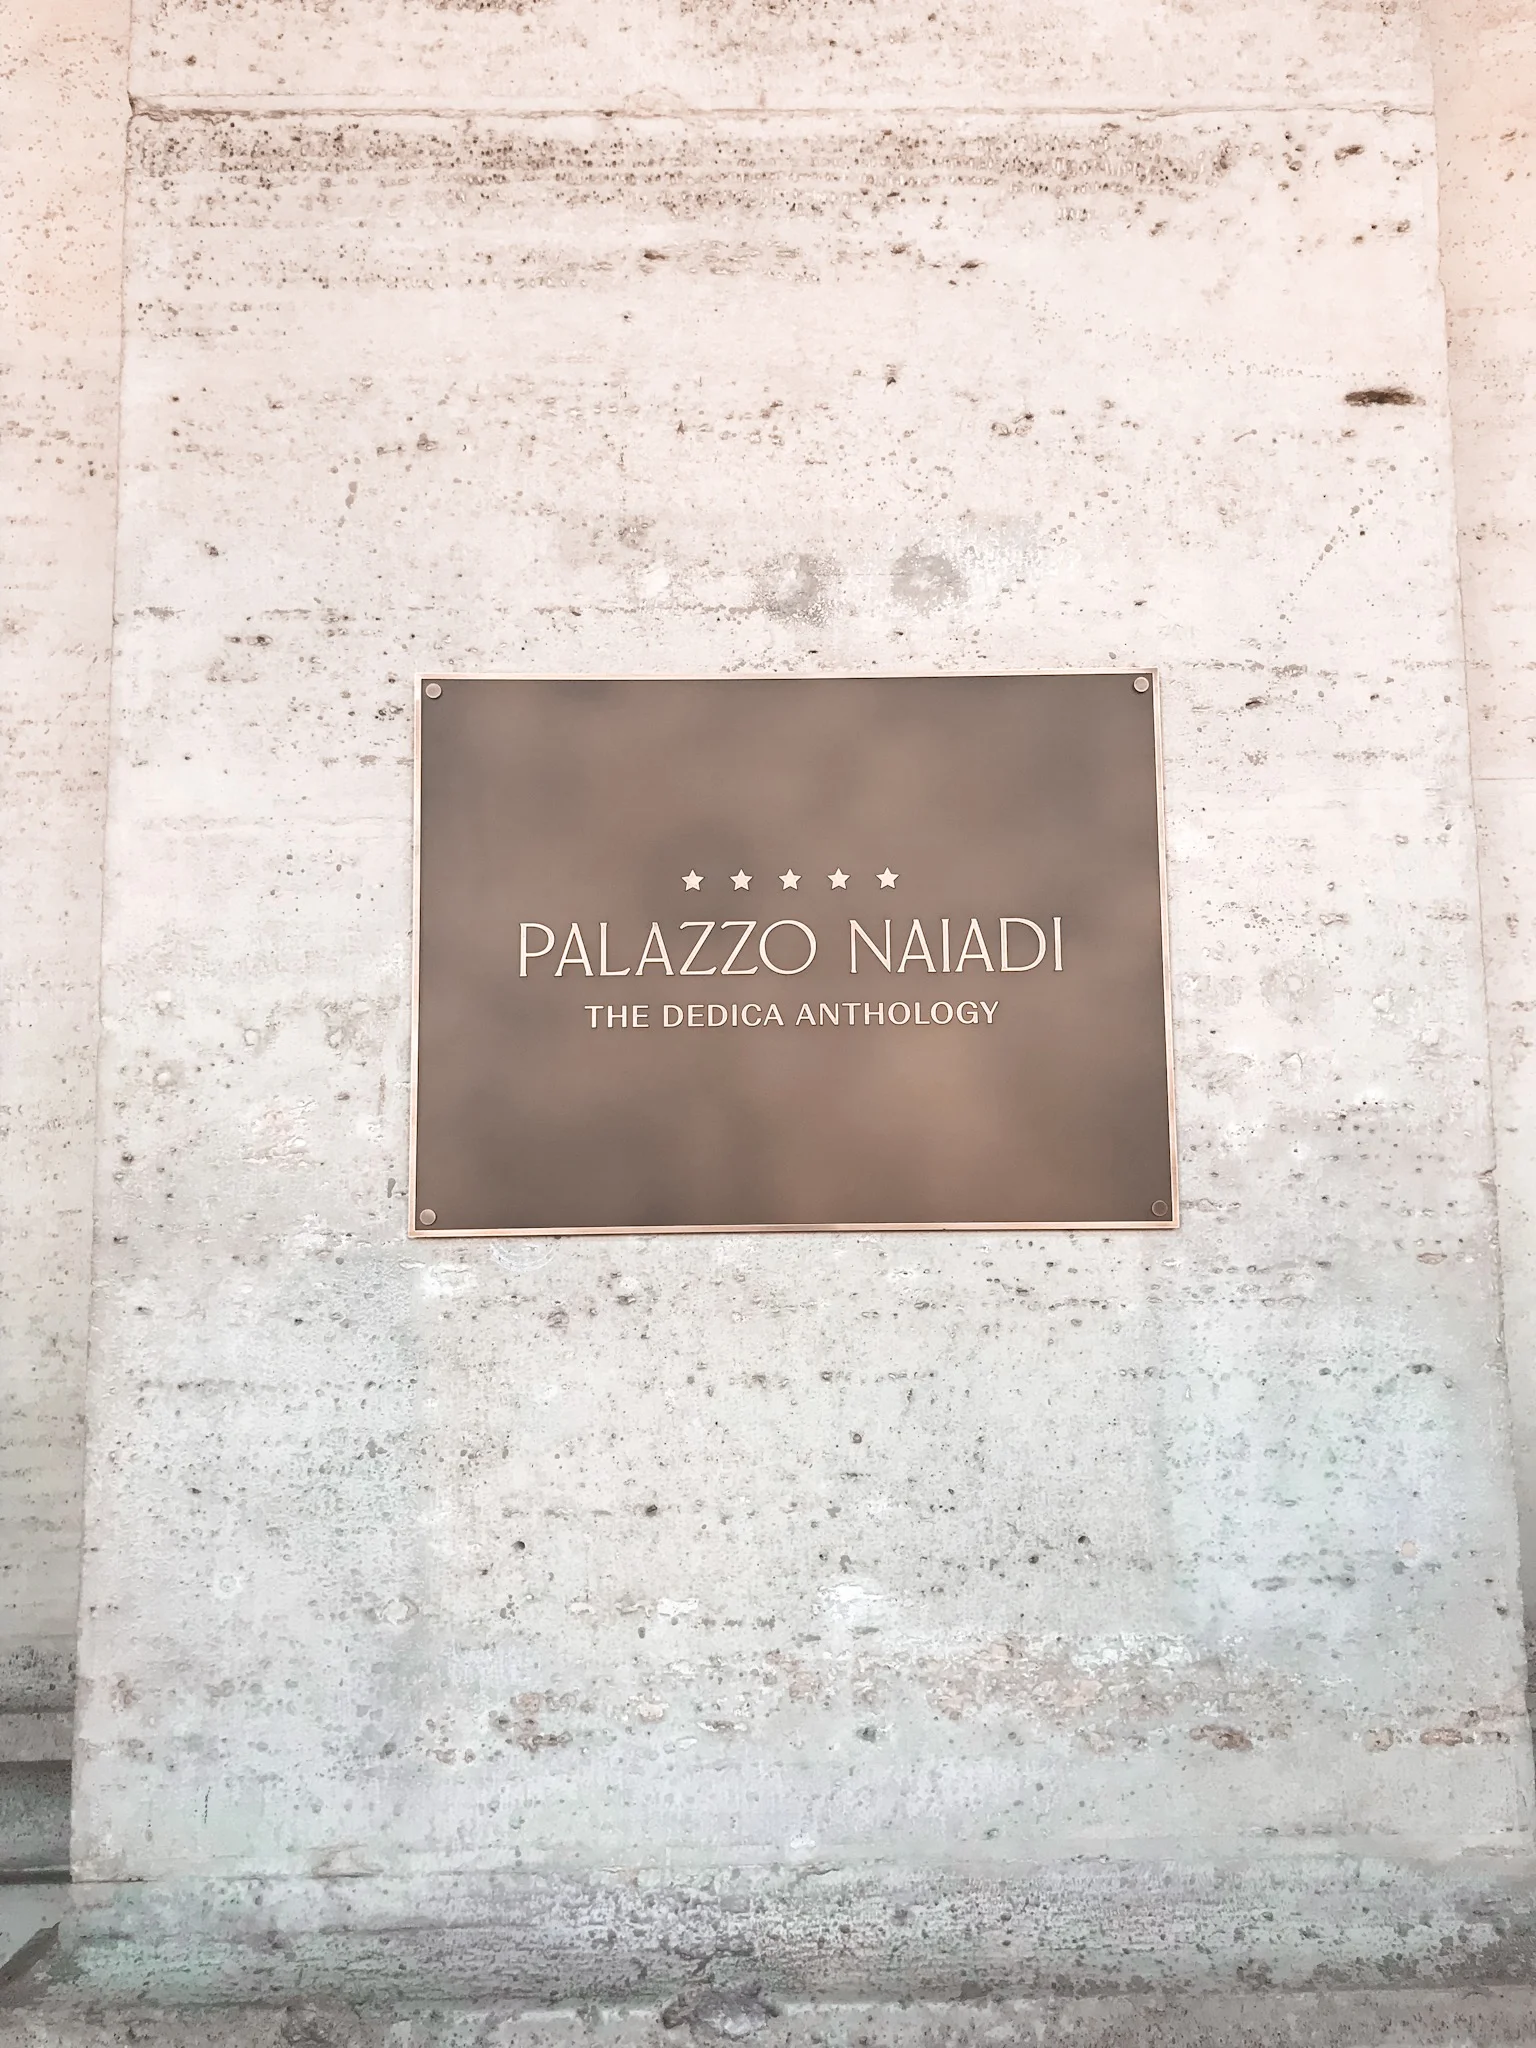 ★ ★ ★ ★ ★
PALAZZO NAIADI
THE DEDICA ANTHOLOGY